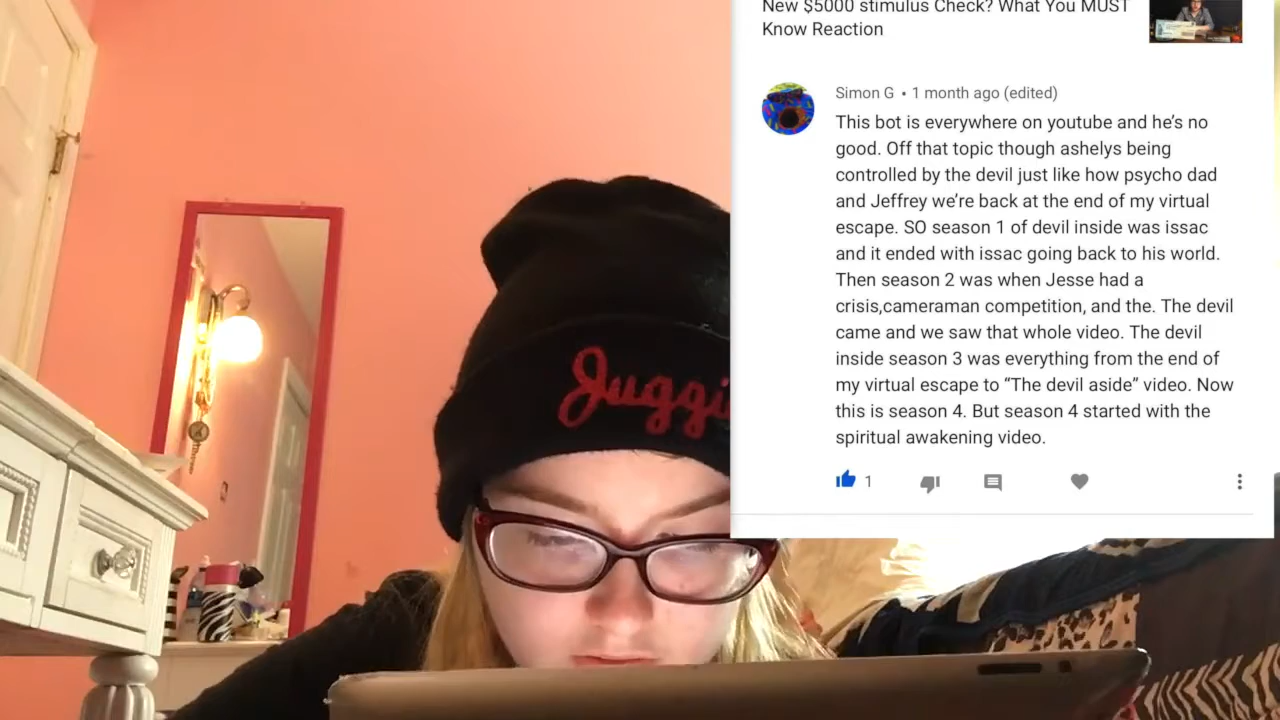 New $5000 stimulus Check? What You MUST
Know Reaction
Simon G • 1 month ago (edited)
This bot is everywhere on youtube and he's no
good. Off that topic though ashelys being
controlled by the devil just like how psycho dad
and Jeffrey we're back at the end of my virtual
escape. SO season 1 of devil inside was issac
and it ended with issac going back to his world.
Then season 2 was when Jesse had a
crisis,cameraman competition, and the. The devil
came and we saw that whole video. The devil
inside season 3 was everything from the end of
my virtual escape to “The devil aside” video. Now
this is season 4. But season 4 started with the
spiritual awakening video.
1
Juggi